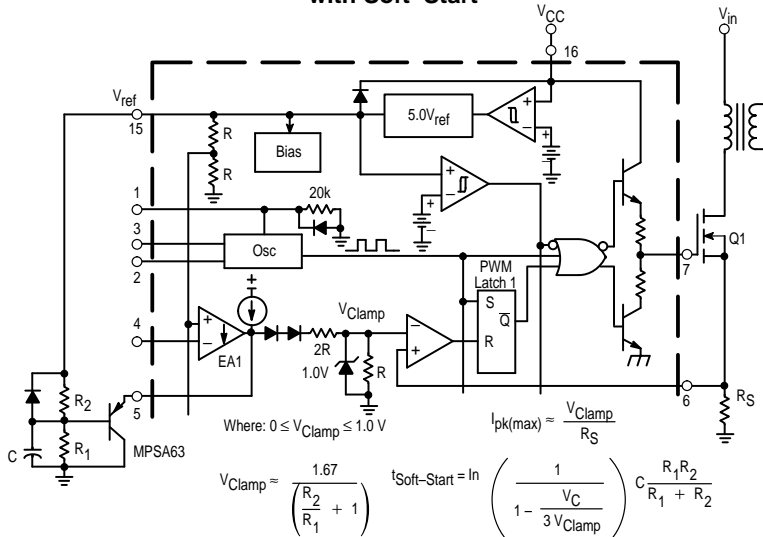 with Soft–Start
VCC
Vin
16
Vref
15
R
R
Bias
5.0Vref
+
–
+
–
+
–
+
–
1
3
2
20k
Osc
7
Q1
PWM
Latch 1
S
Q
R
4
+
–
EA1
+
VClamp
–
+
2R
1.0V
R
5
6
RS
R2
R1
C
MPSA63
Where: 0 ≤ VClamp ≤ 1.0 V
Ipk(max) ≈ VClamp / RS
VClamp ≈ 1.67 / (R2 / R1 + 1)
tSoft–Start = In (1 / (1 – VC / 3 VClamp)) C R1R2 / (R1 + R2)